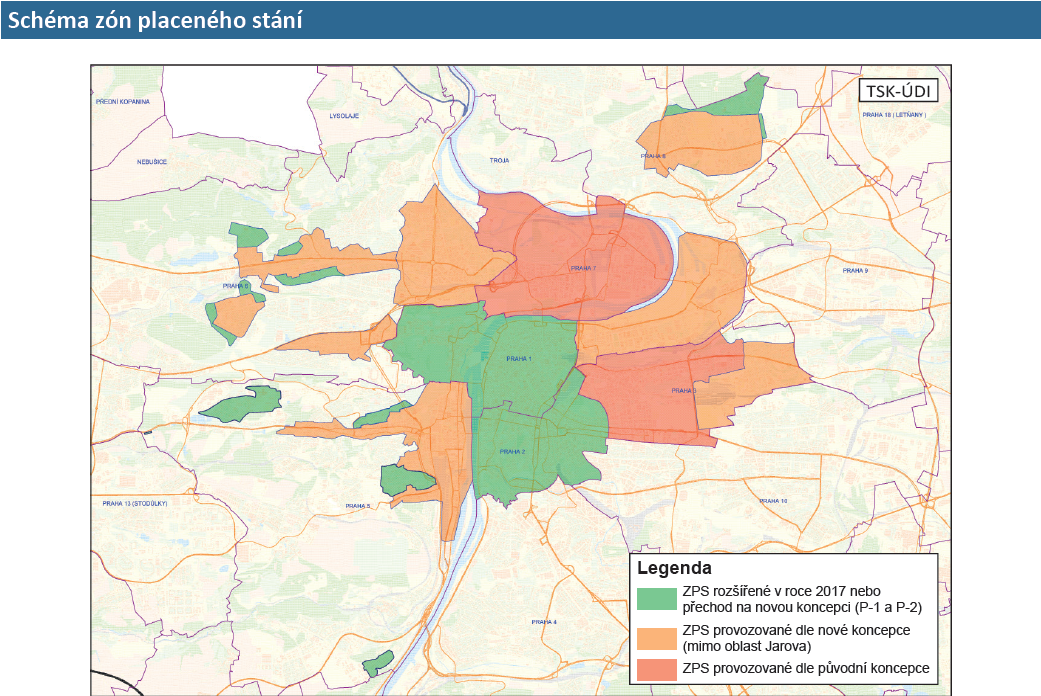 Schéma zón placeného stání
TSK-ÚDI
PŘEDNÍ KOPANINA
LYSOLAJE
PRAHA 18 ( LETŇANY )
NEBUŠICE
TROJA
PRAHA 8
PRAHA 7
PRAHA 9
PRAHA 6
PRAHA 1
PRAHA 3
PRAHA 2
PRAHA 13 (STODŮLKY)
PRAHA 5
PRAHA 10
PRAHA 4
Legenda
ZPS rozšířené v roce 2017 nebo
přechod na novou koncepci (P-1 a P-2)
ZPS provozované dle nové koncepce
(mimo oblast Jarova)
ZPS provozované dle původní koncepce